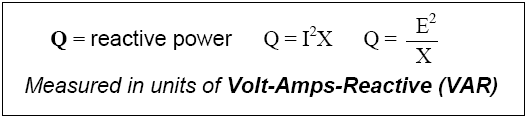 Q = reactive power Q = I²X Q = E²/X
Measured in units of Volt-Amps-Reactive (VAR)